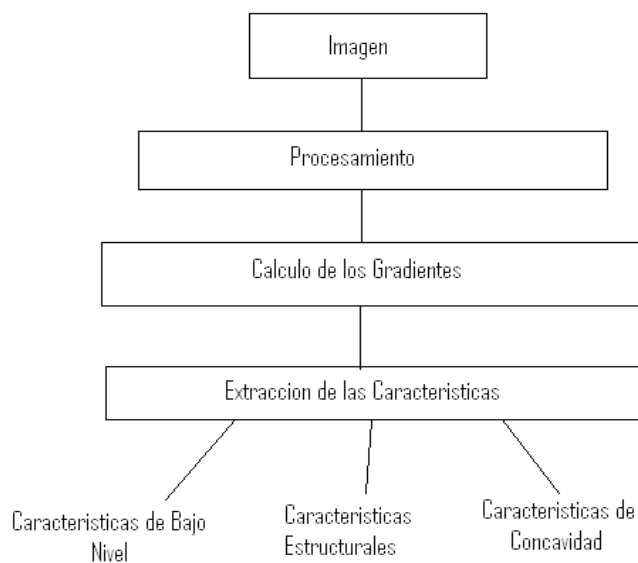 Imagen
Procesamiento
Calculo de los Gradientes
Extraccion de las Caracteristicas
Caracteristicas de Bajo
Nivel
Caracteristicas
Estructurales
Caracteristicas de
Concavidad